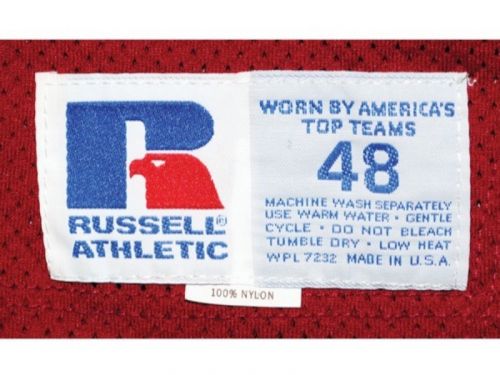 RUSSELL®
ATHLETIC
WORN BY AMERICA'S
TOP TEAMS
48
MACHINE WASH SEPARATELY
USE WARM WATER · GENTLE
CYCLE · DO NOT BLEACH
TUMBLE DRY · LOW HEAT
WPL 7232 MADE IN U.S.A.
100% NYLON